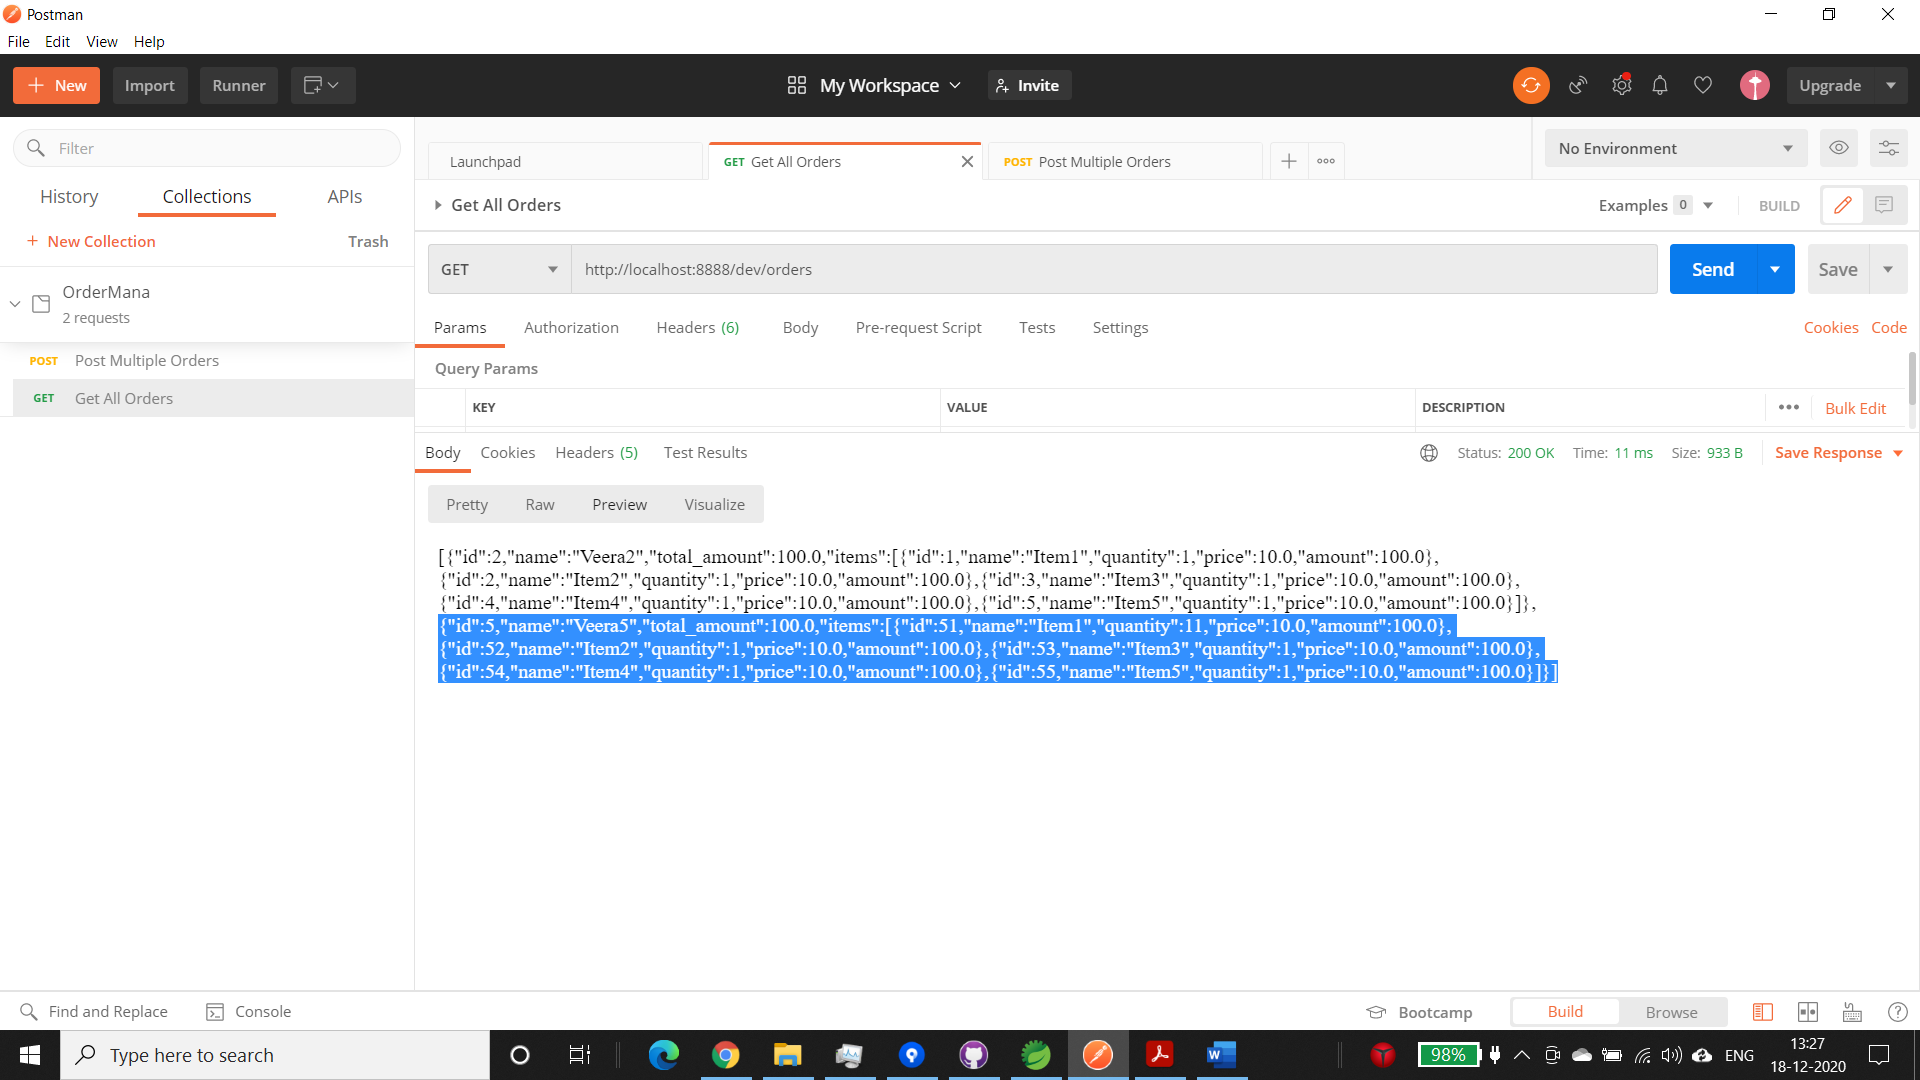 Postman
File Edit View Help
New Import Runner My Workspace Invite Upgrade
Filter
Launchpad GET Get All Orders POST Post Multiple Orders No Environment
History Collections APIs
Get All Orders Examples 0 BUILD
+ New Collection Trash
GET http://localhost:8888/dev/orders Send Save
OrderMana
2 requests
Params Authorization Headers (6) Body Pre-request Script Tests Settings Cookies Code
POST Post Multiple Orders
GET Get All Orders
Query Params
KEY VALUE DESCRIPTION Bulk Edit
Body Cookies Headers (5) Test Results Status: 200 OK Time: 11 ms Size: 933 B Save Response
Pretty Raw Preview Visualize
[{"id":2,"name":"Veera2","total_amount":100.0,"items":[{"id":1,"name":"Item1","quantity":1,"price":10.0,"amount":100.0},
{"id":2,"name":"Item2","quantity":1,"price":10.0,"amount":100.0},{"id":3,"name":"Item3","quantity":1,"price":10.0,"amount":100.0},
{"id":4,"name":"Item4","quantity":1,"price":10.0,"amount":100.0},{"id":5,"name":"Item5","quantity":1,"price":10.0,"amount":100.0}]},
{"id":5,"name":"Veera5","total_amount":100.0,"items":[{"id":51,"name":"Item1","quantity":11,"price":10.0,"amount":100.0},
{"id":52,"name":"Item2","quantity":1,"price":10.0,"amount":100.0},{"id":53,"name":"Item3","quantity":1,"price":10.0,"amount":100.0},
{"id":54,"name":"Item4","quantity":1,"price":10.0,"amount":100.0},{"id":55,"name":"Item5","quantity":1,"price":10.0,"amount":100.0}]}]
Find and Replace Console Bootcamp Build Browse
Type here to search 98% ENG 13:27
18-12-2020